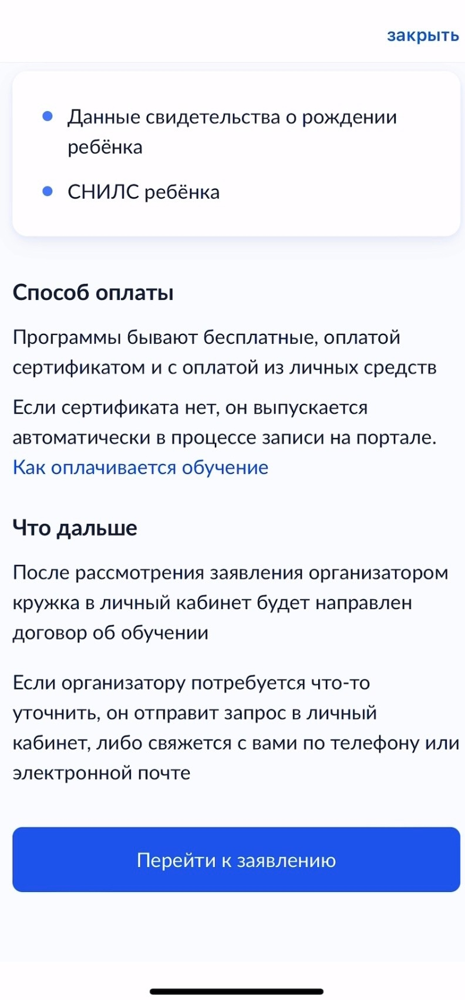 закрыть
Данные свидетельства о рождении
ребёнка
СНИЛС ребёнка
Способ оплаты
Программы бывают бесплатные, оплатой
сертификатом и с оплатой из личных средств
Если сертификата нет, он выпускается
автоматически в процессе записи на портале.
Как оплачивается обучение
Что дальше
После рассмотрения заявления организатором
кружка в личный кабинет будет направлен
договор об обучении
Если организатору потребуется что-то
уточнить, он отправит запрос в личный
кабинет, либо свяжется с вами по телефону или
электронной почте
Перейти к заявлению